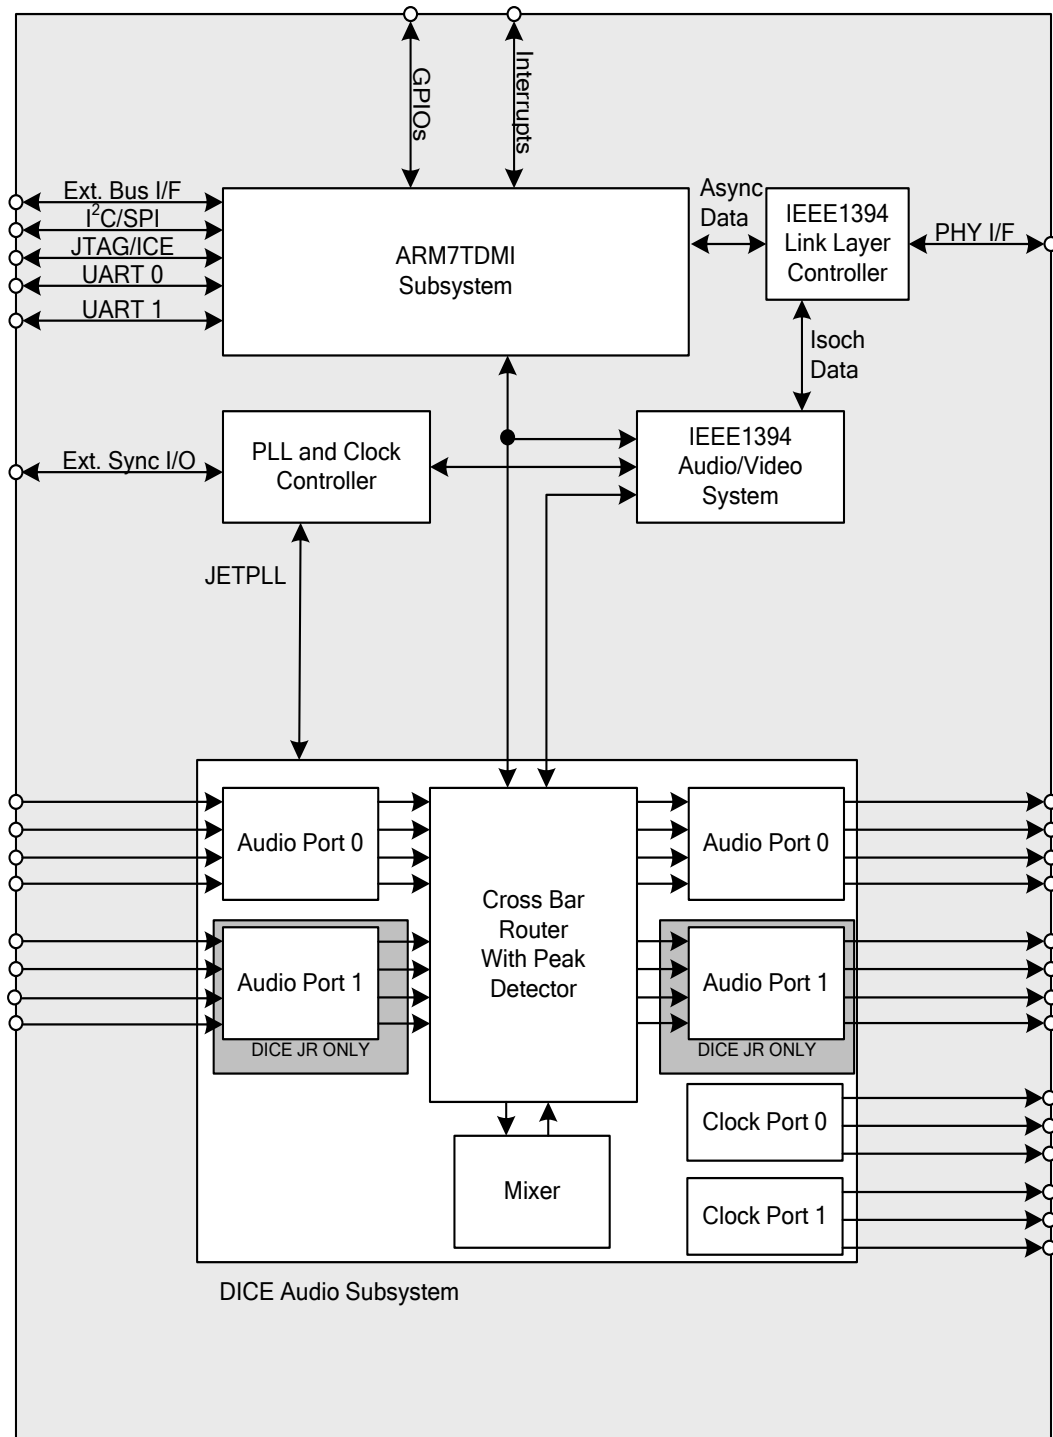 GPIOs
Interrupts
Ext. Bus I/F
I²C/SPI
JTAG/ICE
UART 0
UART 1
ARM7TDMI
Subsystem
Async
Data
IEEE1394
Link Layer
Controller
PHY I/F
Isoch
Data
Ext. Sync I/O
PLL and Clock
Controller
IEEE1394
Audio/Video
System
JETPLL
Audio Port 0
Audio Port 1
DICE JR ONLY
Cross Bar
Router
With Peak
Detector
Audio Port 0
Audio Port 1
DICE JR ONLY
Clock Port 0
Clock Port 1
Mixer
DICE Audio Subsystem